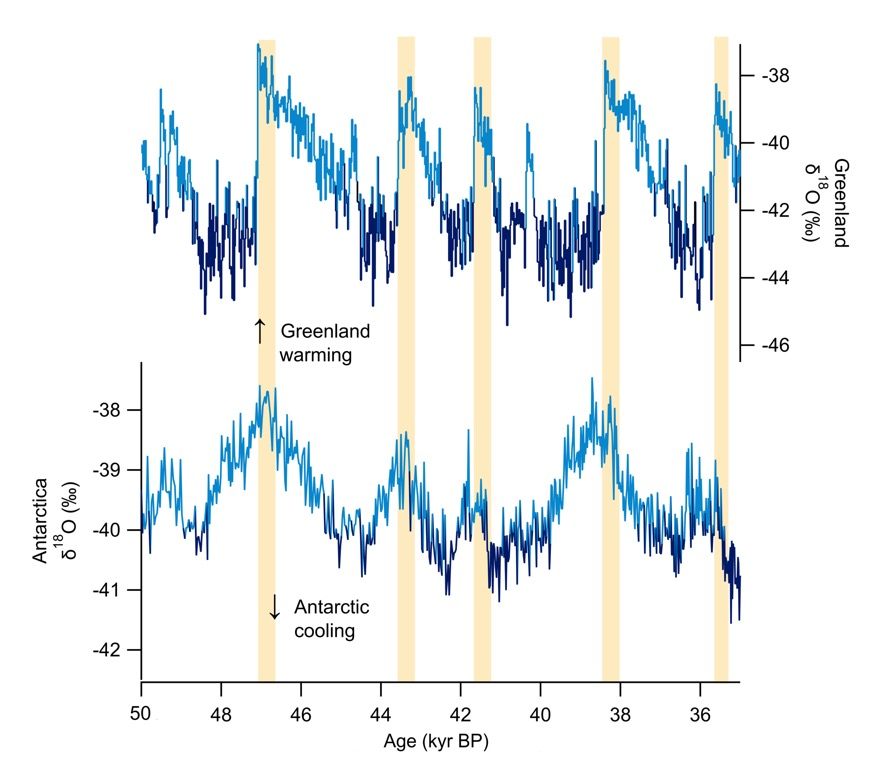 -38
-40
-42
-44
-46
Greenland
δ¹⁸O (‰)
↑ Greenland
warming
-38
-39
-40
-41
-42
Antarctica
δ¹⁸O (‰)
↓ Antarctic
cooling
50 48 46 44 42 40 38 36
Age (kyr BP)